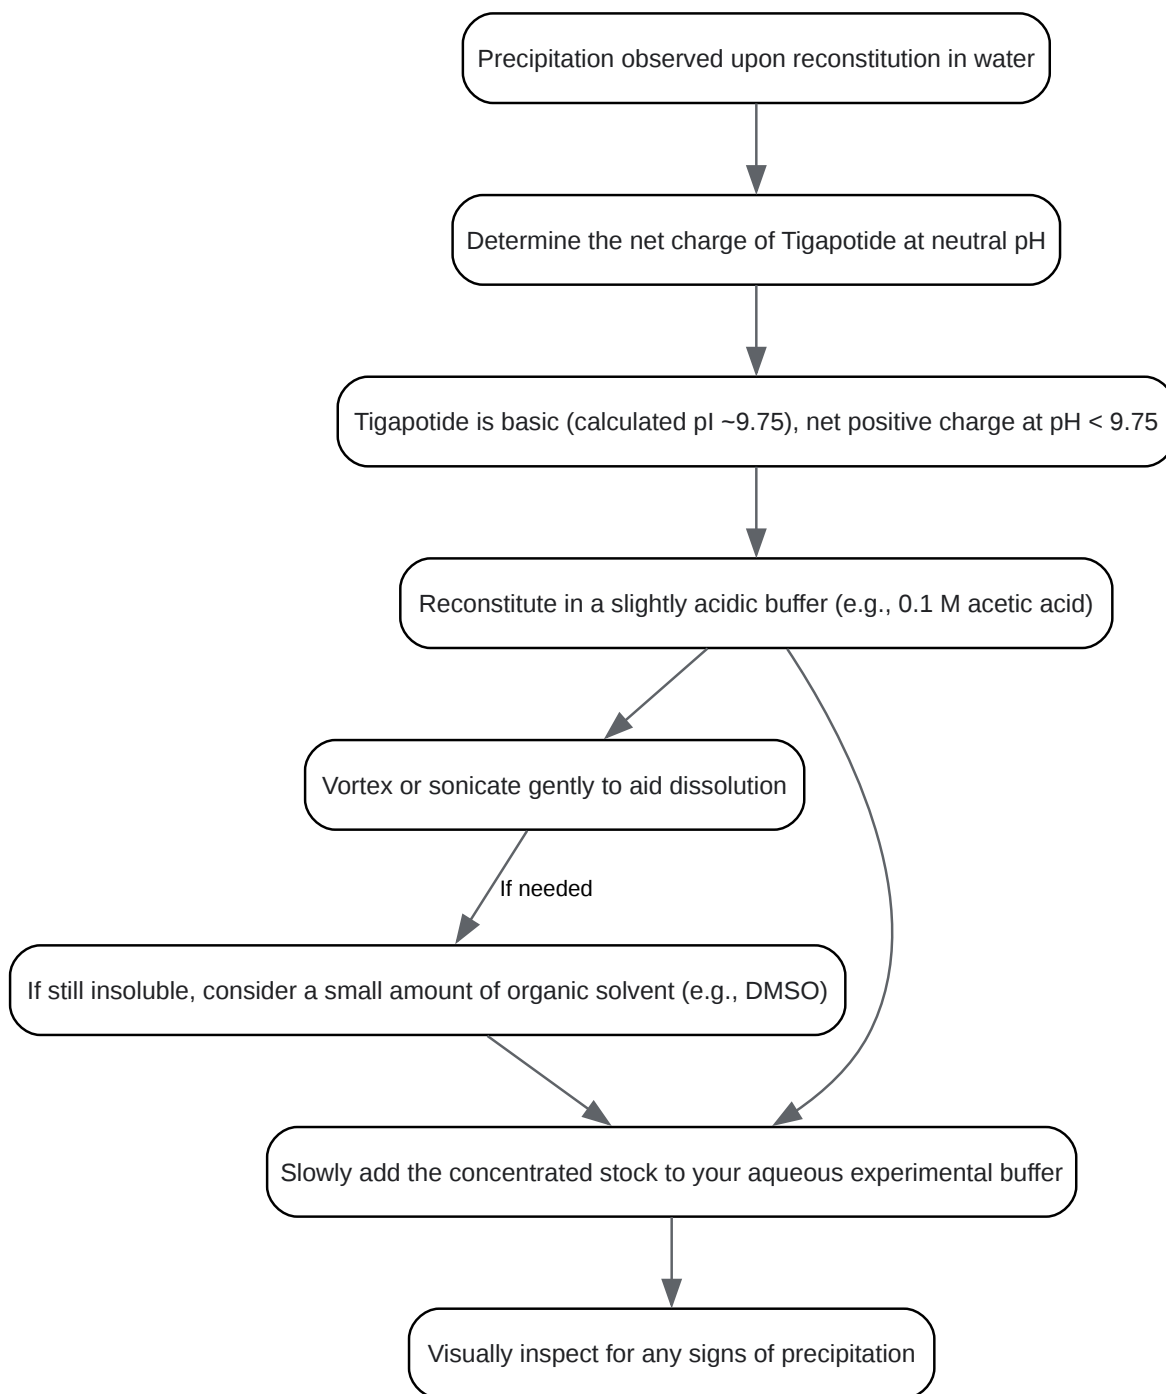 Precipitation observed upon reconstitution in water
Determine the net charge of Tigapotide at neutral pH
Tigapotide is basic (calculated pI ~9.75), net positive charge at pH < 9.75
Reconstitute in a slightly acidic buffer (e.g., 0.1 M acetic acid)
Vortex or sonicate gently to aid dissolution
If needed
If still insoluble, consider a small amount of organic solvent (e.g., DMSO)
Slowly add the concentrated stock to your aqueous experimental buffer
Visually inspect for any signs of precipitation